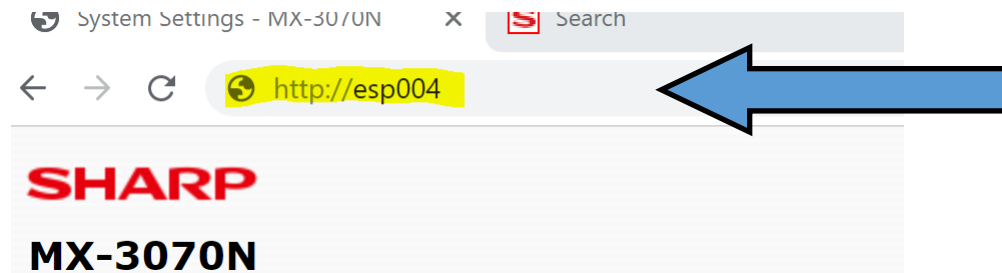 System Settings - MX-3070N × S Search
http://esp004
SHARP
MX-3070N